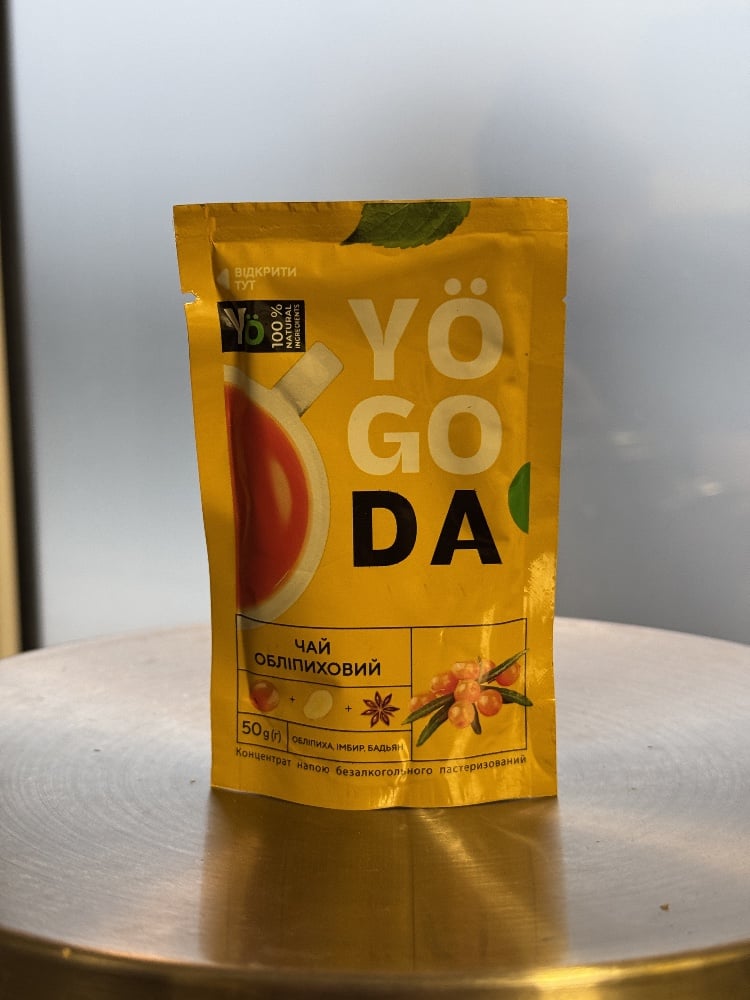 ВІДКРИТИ
ТУТ
Yö
100 %
NATURAL
INGREDIENTS
YÖ
GO
DA
ЧАЙ
ОБЛІПИХОВИЙ
+ +
50 g (г)
ОБЛІПИХА, ІМБИР, БАДЬЯН
Концентрат напою безалкогольного пастеризований